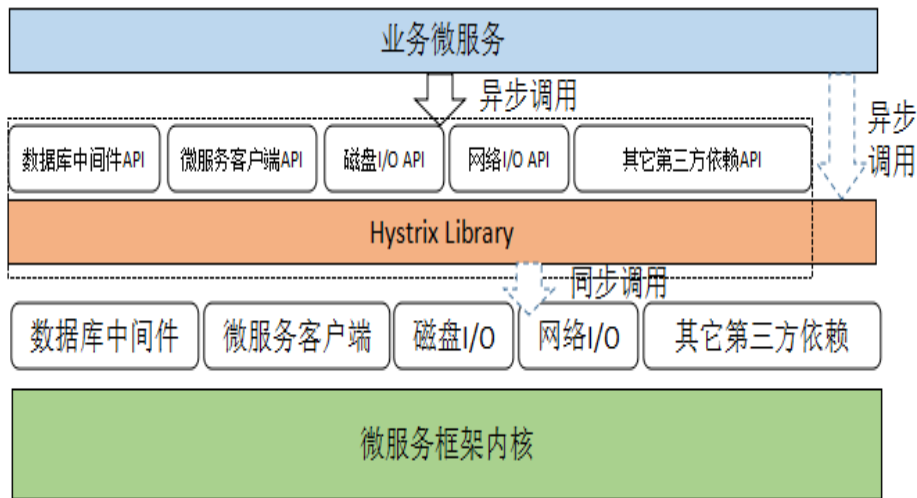 业务微服务
异步调用
异步
调用
数据库中间件API
微服务客户端API
磁盘I/O API
网络I/O API
其它第三方依赖API
Hystrix Library
同步调用
数据库中间件
微服务客户端
磁盘I/O
网络I/O
其它第三方依赖
微服务框架内核